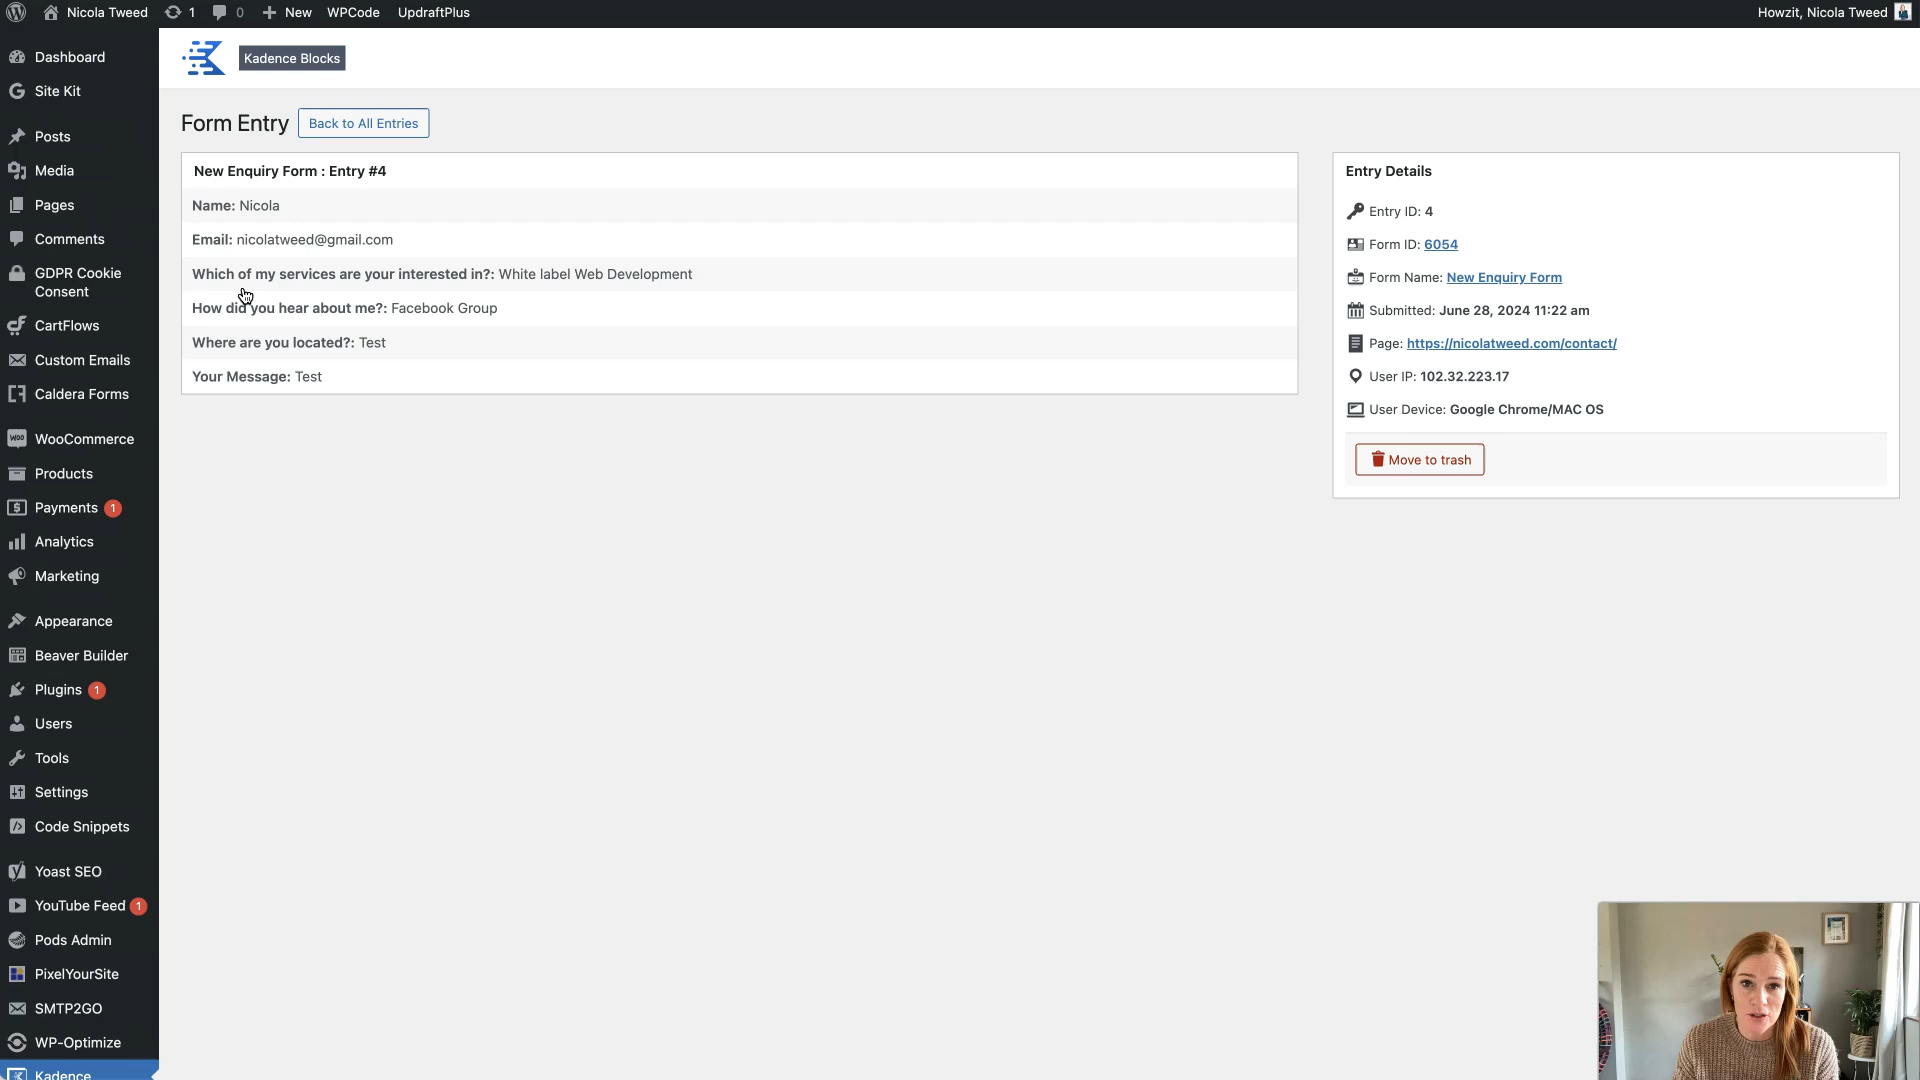 Nicola Tweed
1
0
New
WPCode
UpdraftPlus
Howzit, Nicola Tweed
Dashboard
Site Kit
Posts
Media
Pages
Comments
GDPR Cookie
Consent
CartFlows
Custom Emails
Caldera Forms
WooCommerce
Products
Payments 1
Analytics
Marketing
Appearance
Beaver Builder
Plugins 1
Users
Tools
Settings
Code Snippets
Yoast SEO
YouTube Feed 1
Pods Admin
PixelYourSite
SMTP2GO
WP-Optimize
Kadence
Kadence Blocks
Form Entry
Back to All Entries
New Enquiry Form : Entry #4
Name: Nicola
Email: nicolatweed@gmail.com
Which of my services are your interested in?: White label Web Development
How did you hear about me?: Facebook Group
Where are you located?: Test
Your Message: Test
Entry Details
Entry ID: 4
Form ID: 6054
Form Name: New Enquiry Form
Submitted: June 28, 2024 11:22 am
Page: https://nicolatweed.com/contact/
User IP: 102.32.223.17
User Device: Google Chrome/MAC OS
Move to trash